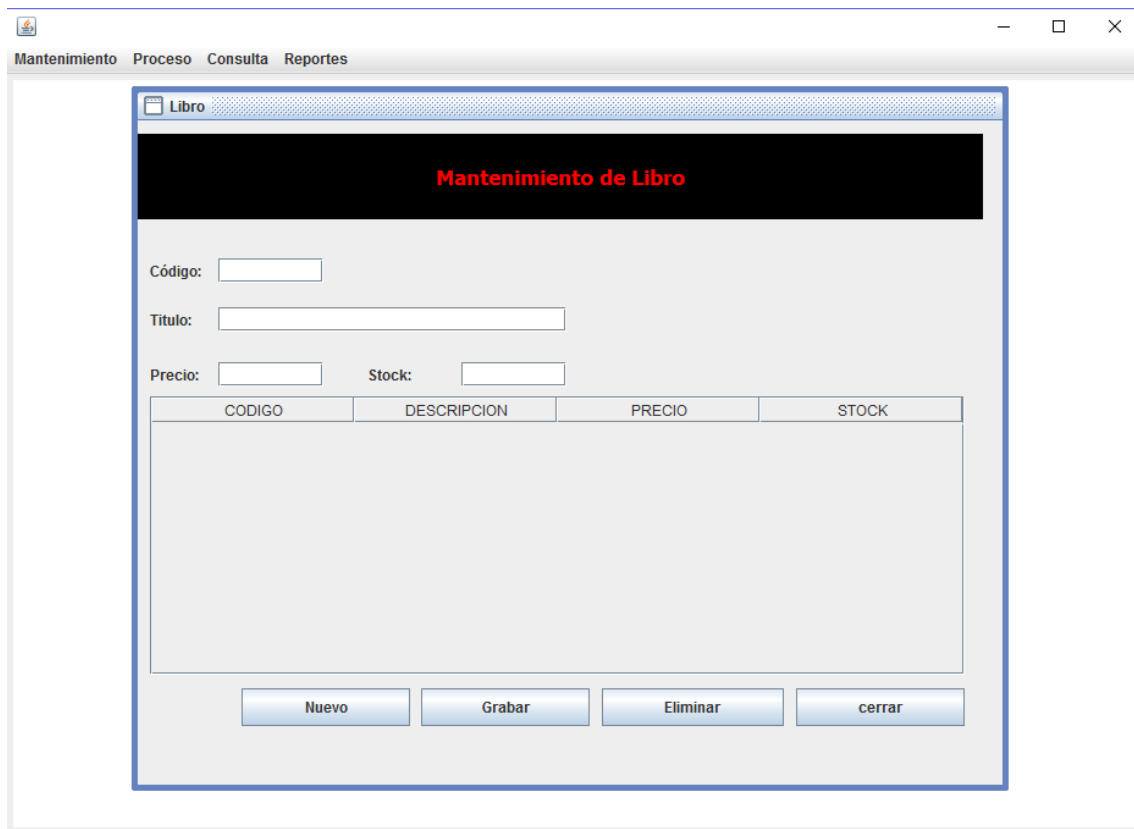 Mantenimiento Proceso Consulta Reportes
Libro
Mantenimiento de Libro
Código:
Titulo:
Precio: Stock:
CODIGO DESCRIPCION PRECIO STOCK
Nuevo Grabar Eliminar cerrar